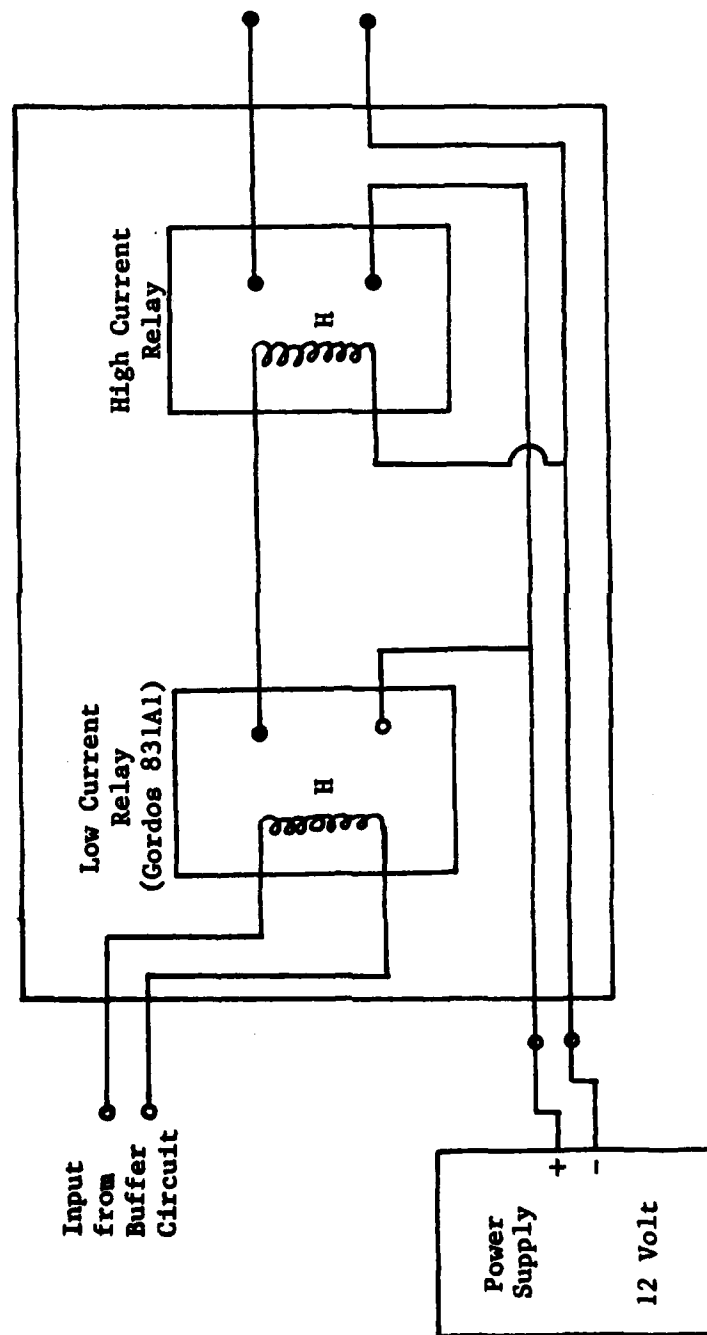 High Current
Relay
H
Low Current
Relay
(Gordos 831A1)
H
Input
from
Buffer
Circuit
Power
Supply
12 Volt
+
-